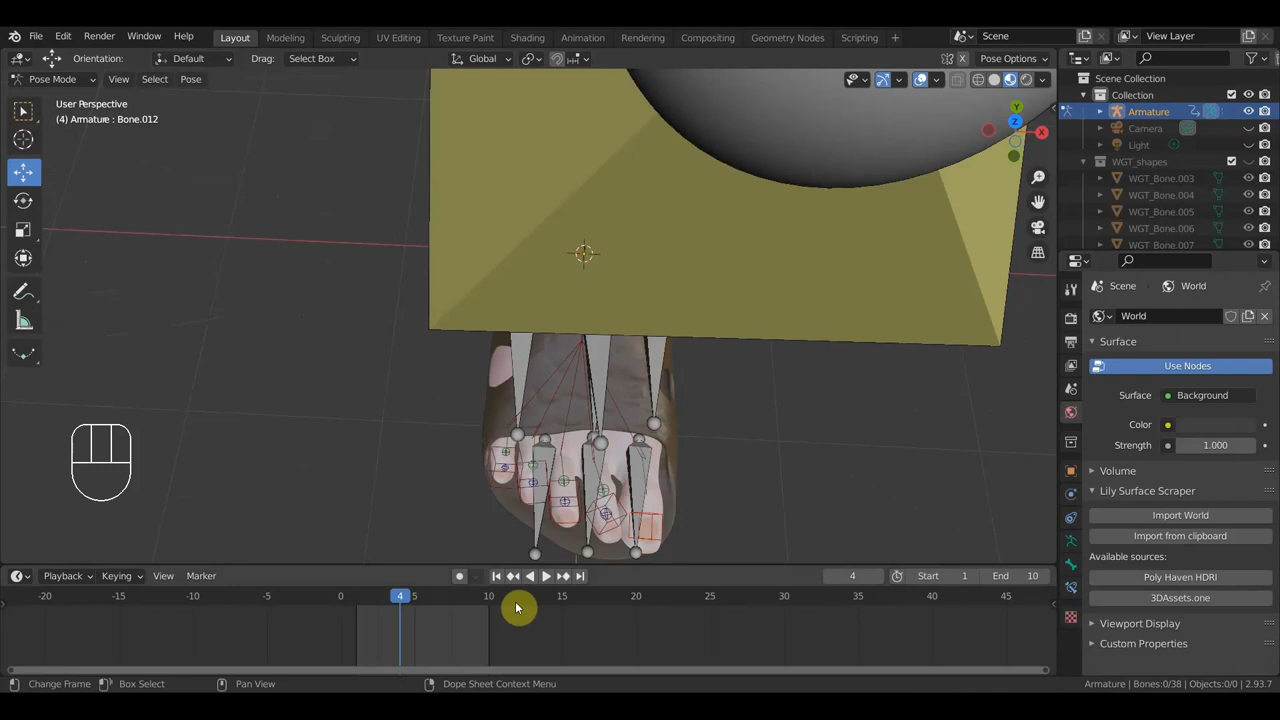 File Edit Render Window Help Layout Modeling Sculpting UV Editing Texture Paint Shading Animation Rendering Compositing Geometry Nodes Scripting + Scene View Layer
Orientation: Default Drag: Select Box Global Pose Options
Pose Mode View Select Pose
User Perspective
(4) Armature : Bone.012
Y
Z
X
Scene Collection
Collection
Armature
Camera
Light
WGT_shapes
WGT_Bone.003
WGT_Bone.004
WGT_Bone.005
WGT_Bone.006
WGT_Bone.007
Scene World
World
Surface
Use Nodes
Surface Background
Color
Strength 1.000
Volume
Lily Surface Scraper
Import World
Import from clipboard
Available sources:
Poly Haven HDRI
3DAssets.one
Viewport Display
Custom Properties
Playback Keying View Marker 4 Start 1 End 10
-20 -15 -10 -5 0 4 5 10 15 20 25 30 35 40 45
Change Frame Box Select Pan View Dope Sheet Context Menu Armature | Bones:0/38 | Objects:0/0 | 2.93.7